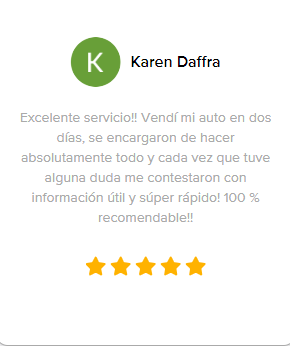 K
Karen Daffra
Excelente servicio!! Vendí mi auto en dos
días, se encargaron de hacer
absolutamente todo y cada vez que tuve
alguna duda me contestaron con
información útil y súper rápido! 100 %
recomendable!!